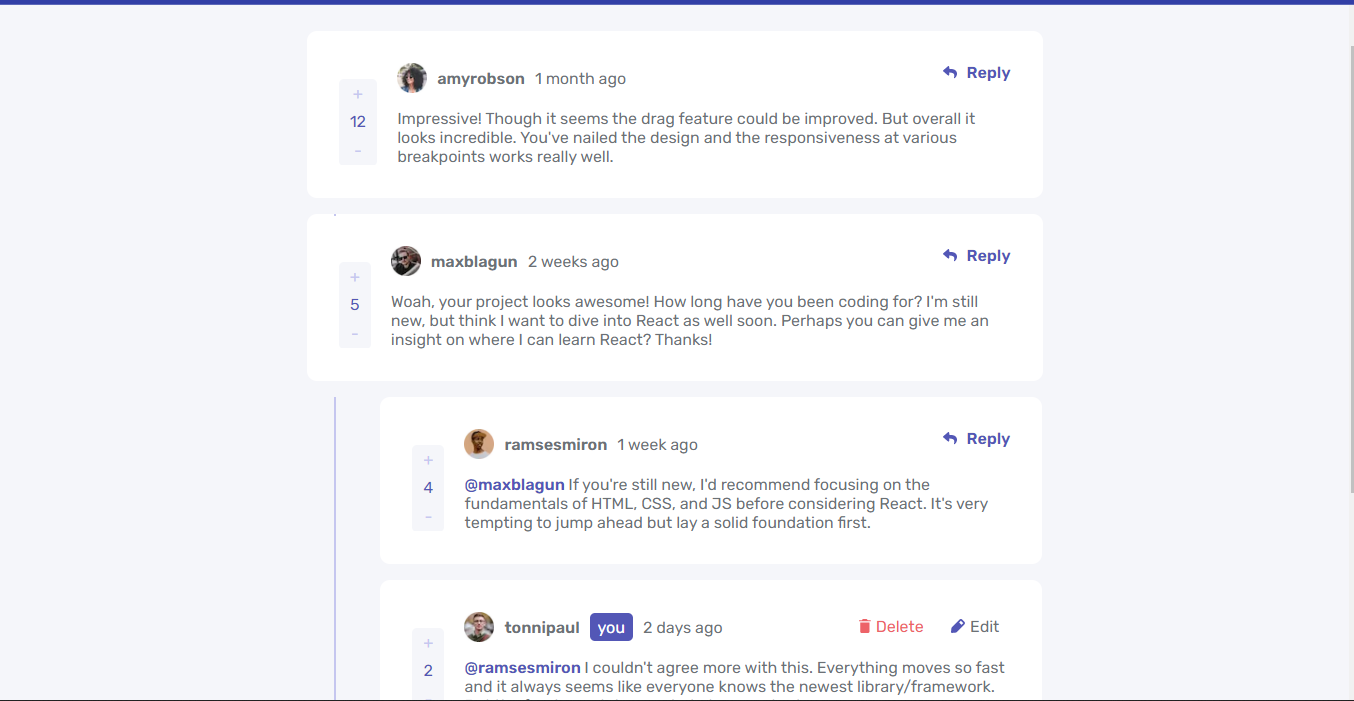 amyrobson 1 month ago
Reply
+
12
-
Impressive! Though it seems the drag feature could be improved. But overall it
looks incredible. You've nailed the design and the responsiveness at various
breakpoints works really well.
maxblagun 2 weeks ago
Reply
+
5
-
Woah, your project looks awesome! How long have you been coding for? I'm still
new, but think I want to dive into React as well soon. Perhaps you can give me an
insight on where I can learn React? Thanks!
ramsesmiron 1 week ago
Reply
+
4
-
@maxblagun If you're still new, I'd recommend focusing on the
fundamentals of HTML, CSS, and JS before considering React. It's very
tempting to jump ahead but lay a solid foundation first.
tonnipaul you 2 days ago
Delete Edit
+
2
@ramsesmiron I couldn't agree more with this. Everything moves so fast
and it always seems like everyone knows the newest library/framework.